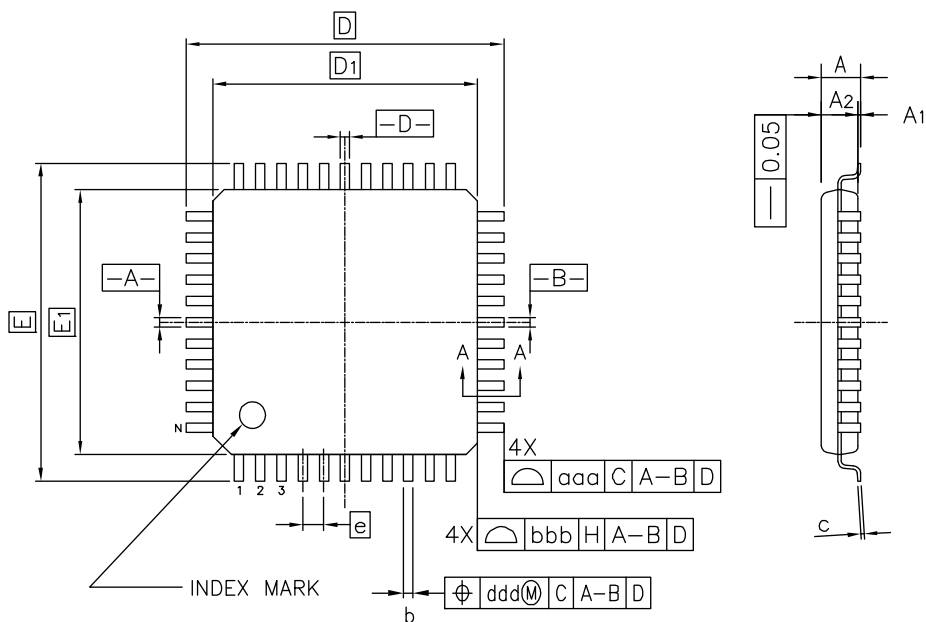 D
D1
-D-
A
A2
A1
— 0.05
-A-
-B-
E
E1
A A
N
4X
⌓ aaa C A-B D
1 2 3
e
4X ⌓ bbb H A-B D
c
INDEX MARK
⌖ ddd Ⓜ C A-B D
b